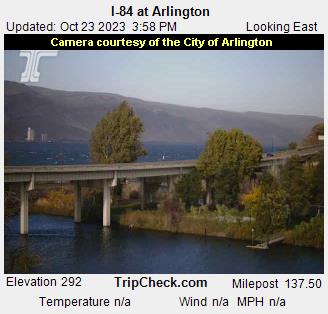 I-84 at Arlington
Updated: Oct 23 2023 3:58 PM Looking East
Camera courtesy of the City of Arlington
Elevation 292 TripCheck.com Milepost 137.50
Temperature n/a Wind n/a MPH n/a